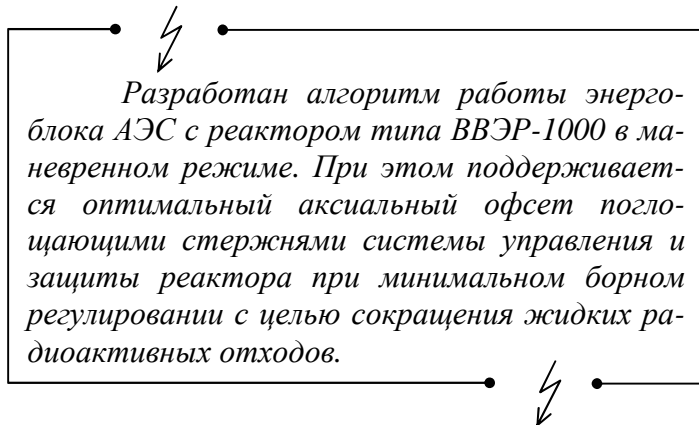 Разработан алгоритм работы энерго-
блока АЭС с реактором типа ВВЭР-1000 в ма-
невренном режиме. При этом поддерживает-
ся оптимальный аксиальный офсет погло-
щающими стержнями системы управления и
защиты реактора при минимальном борном
регулировании с целью сокращения жидких ра-
диоактивных отходов.